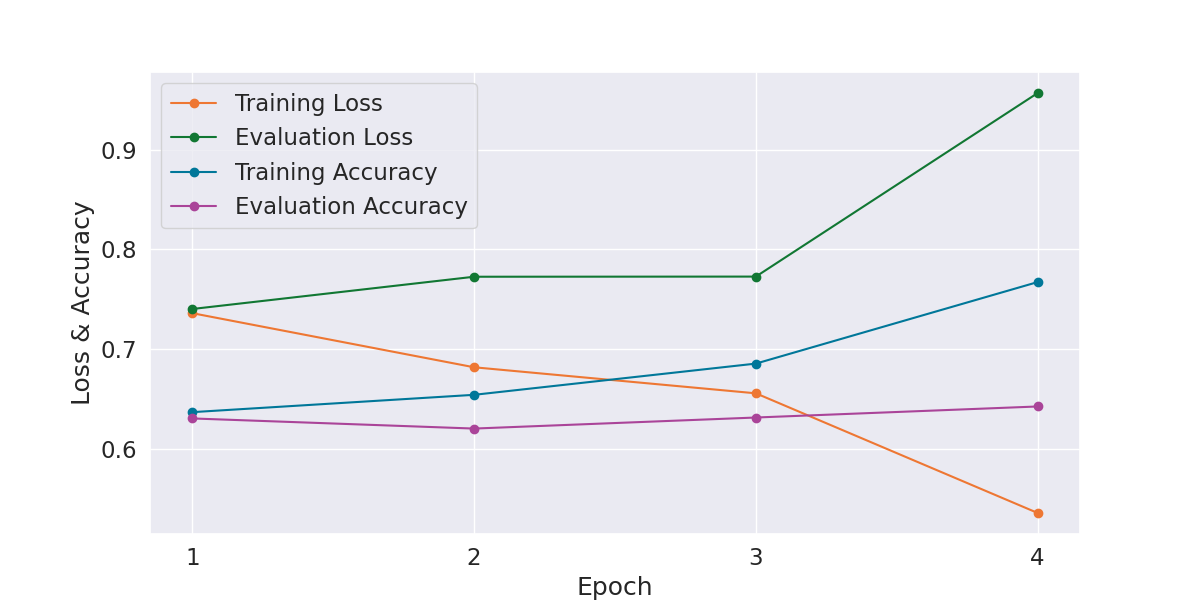 Training Loss
Evaluation Loss
Training Accuracy
Evaluation Accuracy
Loss & Accuracy
0.9
0.8
0.7
0.6
1 2 3 4
Epoch